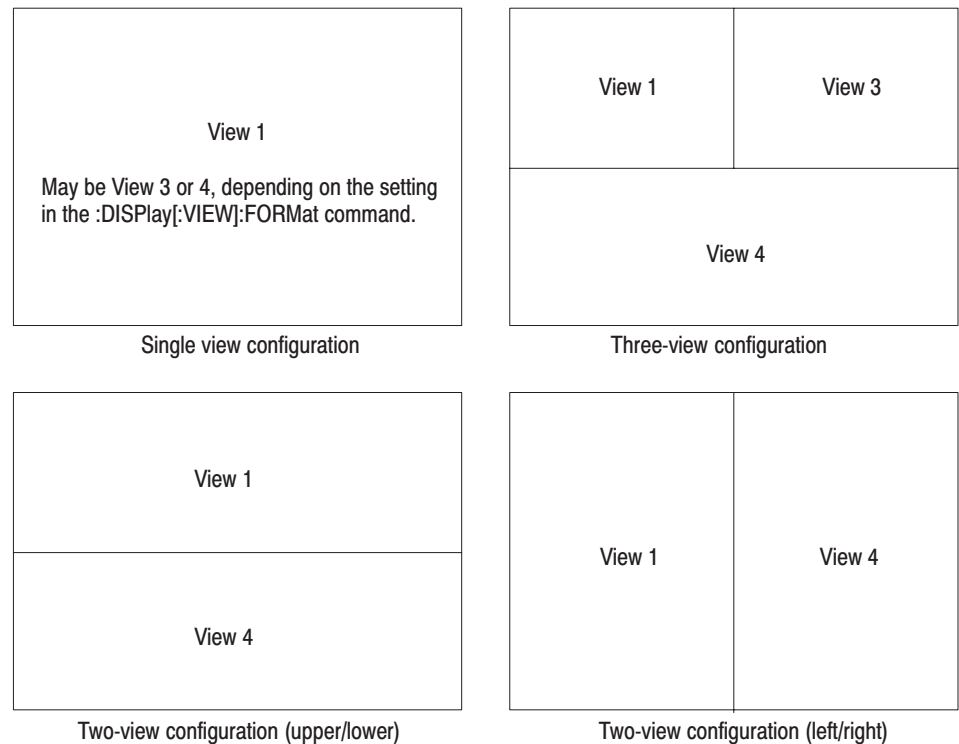 View 1
May be View 3 or 4, depending on the setting
in the :DISPlay[:VIEW]:FORMat command.
Single view configuration
View 1
View 3
View 4
Three-view configuration
View 1
View 4
Two-view configuration (upper/lower)
View 1
View 4
Two-view configuration (left/right)